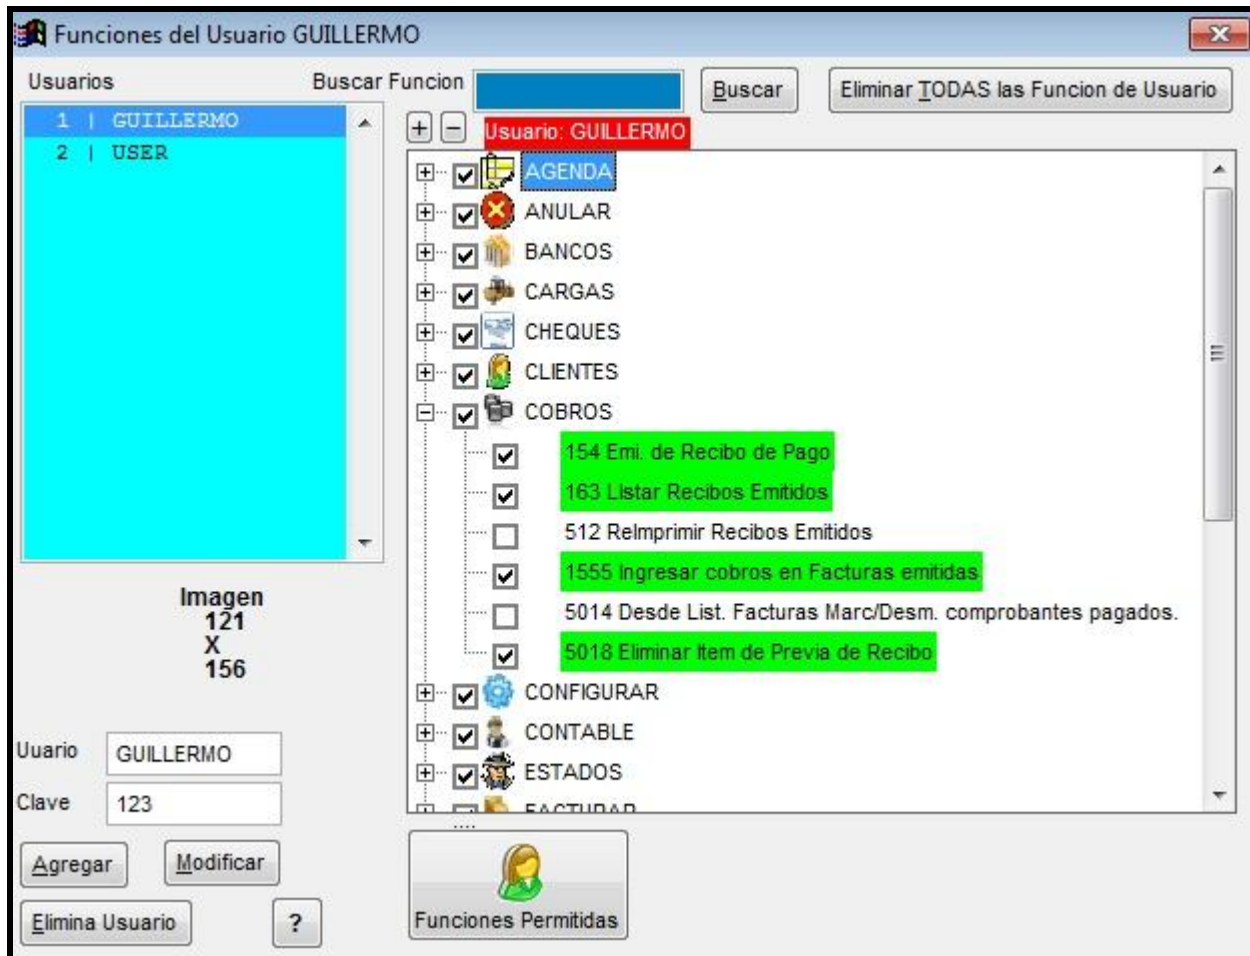 Funciones del Usuario GUILLERMO
Usuarios
Buscar Funcion
Buscar
Eliminar TODAS las Funcion de Usuario
1 | GUILLERMO
2 | USER
Usuario: GUILLERMO
AGENDA
ANULAR
BANCOS
CARGAS
CHEQUES
CLIENTES
COBROS
154 Emi. de Recibo de Pago
163 LIstar Recibos Emitidos
512 ReImprimir Recibos Emitidos
1555 Ingresar cobros en Facturas emitidas
5014 Desde List. Facturas Marc/Desm. comprobantes pagados.
5018 Eliminar Item de Previa de Recibo
CONFIGURAR
CONTABLE
ESTADOS
FACTURAR
Imagen
121
X
156
Uuario
GUILLERMO
Clave
123
Agregar
Modificar
Elimina Usuario
?
....
Funciones Permitidas